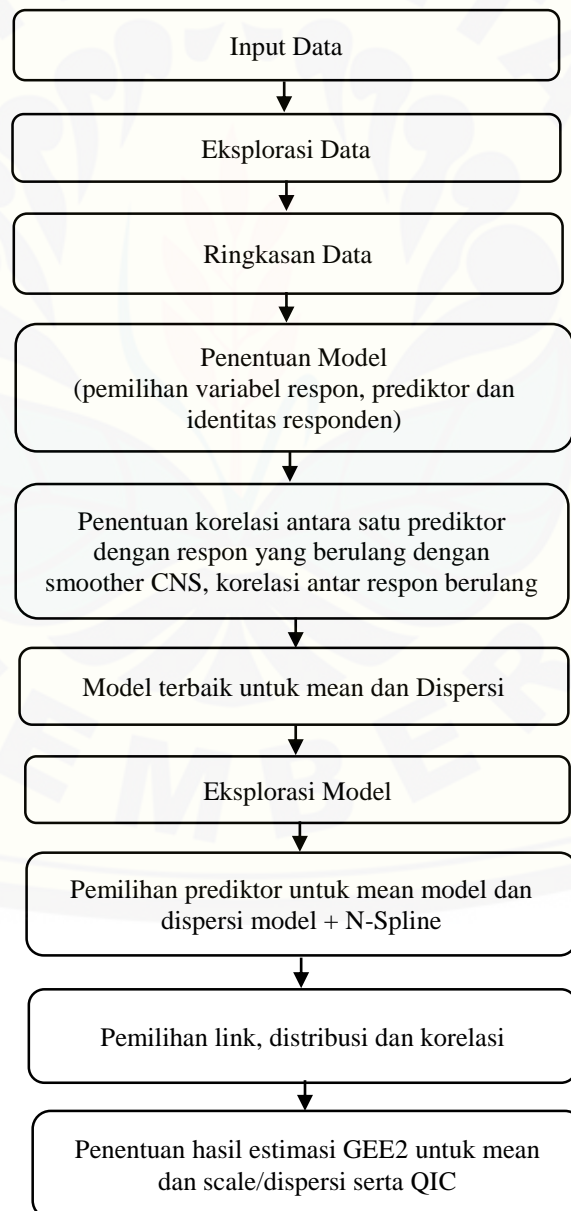 Input Data
Eksplorasi Data
Ringkasan Data
Penentuan Model
(pemilihan variabel respon, prediktor dan
identitas responden)
Penentuan korelasi antara satu prediktor
dengan respon yang berulang dengan
smoother CNS, korelasi antar respon berulang
Model terbaik untuk mean dan Dispersi
Eksplorasi Model
Pemilihan prediktor untuk mean model dan
dispersi model + N-Spline
Pemilihan link, distribusi dan korelasi
Penentuan hasil estimasi GEE2 untuk mean
dan scale/dispersi serta QIC